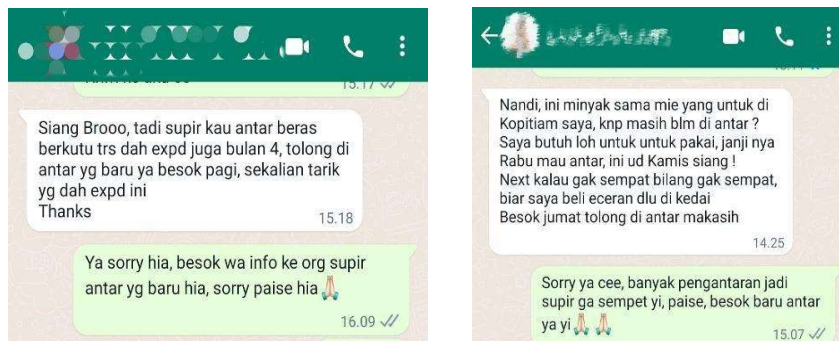 15.17
Siang Brooo, tadi supir kau antar beras
berkutu trs dah expd juga bulan 4, tolong di
antar yg baru ya besok pagi, sekalian tarik
yg dah expd ini
Thanks
15.18
Ya sorry hia, besok wa info ke org supir
antar yg baru hia, sorry paise hia 🙏🏻
16.09
Nandi, ini minyak sama mie yang untuk di
Kopitiam saya, knp masih blm di antar ?
Saya butuh loh untuk untuk pakai, janji nya
Rabu mau antar, ini ud Kamis siang !
Next kalau gak sempat bilang gak sempat,
biar saya beli eceran dlu di kedai
Besok jumat tolong di antar makasih
14.25
Sorry ya cee, banyak pengantaran jadi
supir ga sempet yi, paise, besok baru antar
ya yi 🙏🏻 🙏🏻
15.07